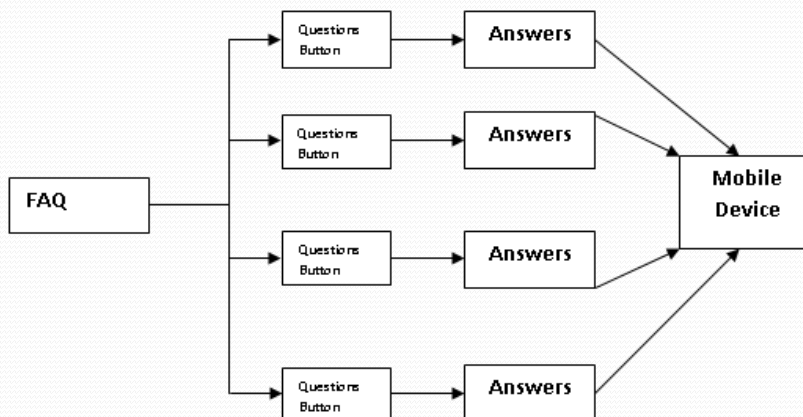 Questions
Button
Answers
Questions
Button
Answers
FAQ
Mobile
Device
Questions
Button
Answers
Questions
Button
Answers